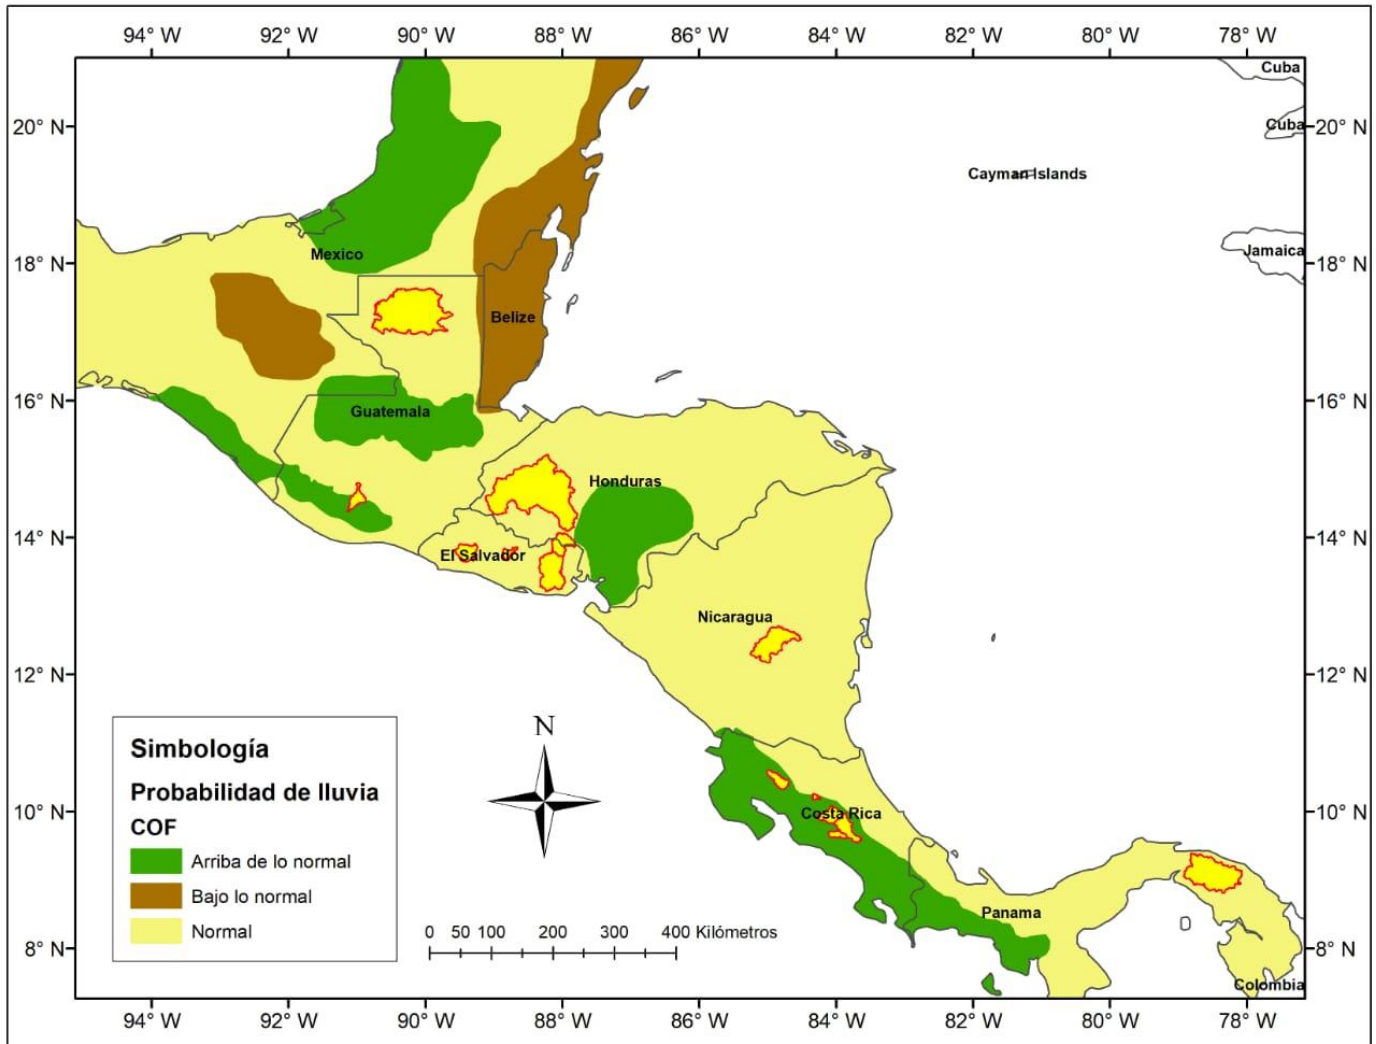 94° W 92° W 90° W 88° W 86° W 84° W 82° W 80° W 78° W
Cuba
20° N 20° N
Cuba
Cayman Islands
Mexico
Jamaica
18° N 18° N
Belize
16° N 16° N
Guatemala
Honduras
14° N 14° N
El Salvador
Nicaragua
12° N 12° N
N
Simbología
Probabilidad de lluvia
COF
Arriba de lo normal
Bajo lo normal
Normal
10° N 10° N
Costa Rica
Panama
0 50 100 200 300 400 Kilómetros
8° N 8° N
Colombia
94° W 92° W 90° W 88° W 86° W 84° W 82° W 80° W 78° W